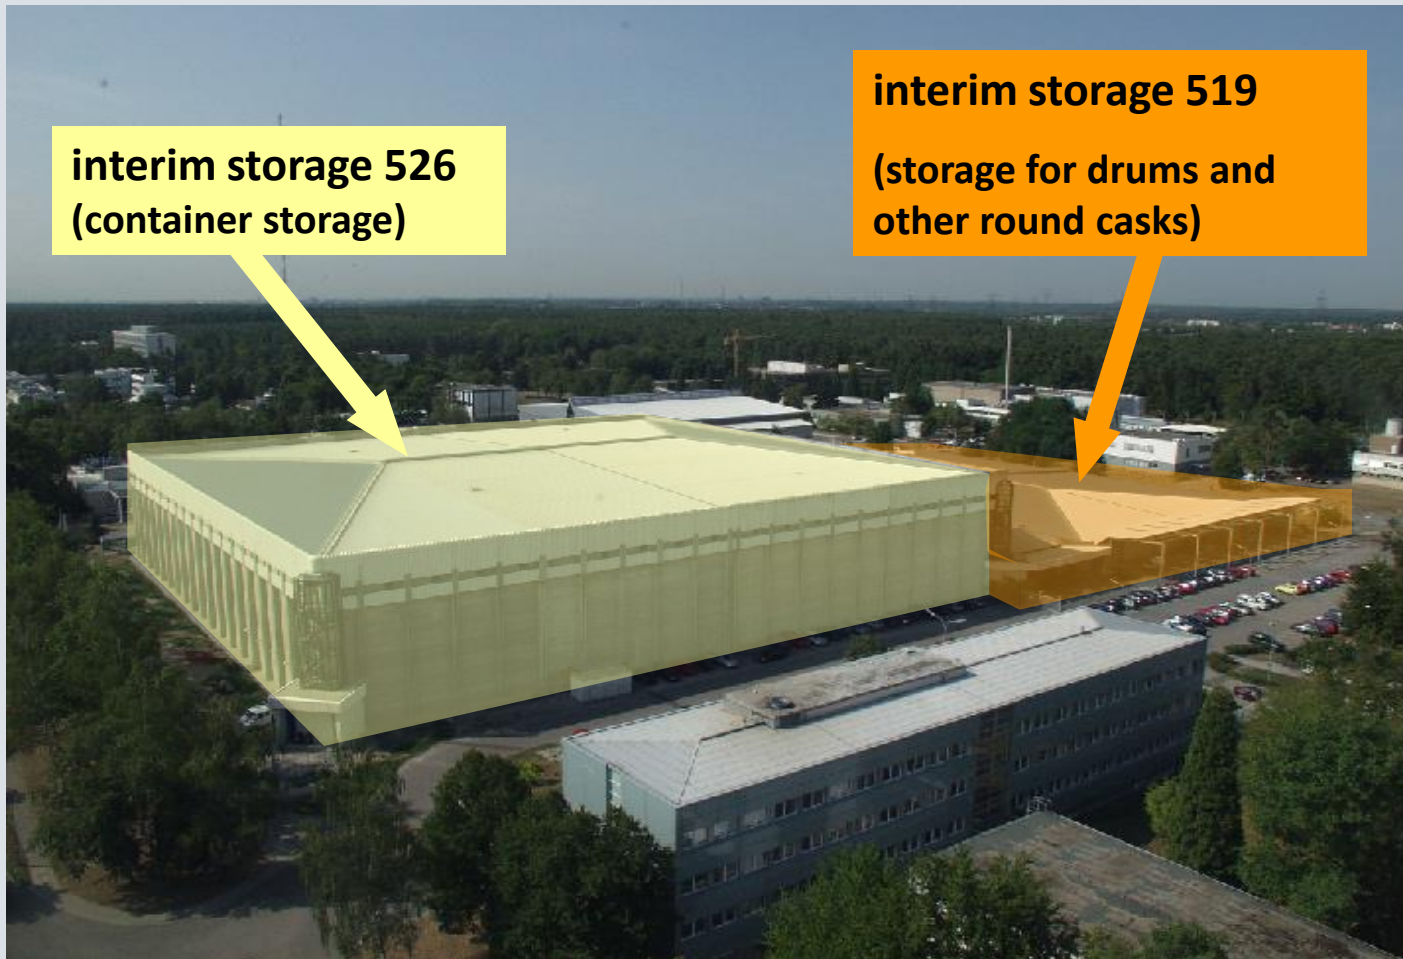 interim storage 526
(container storage)
interim storage 519
(storage for drums and
other round casks)